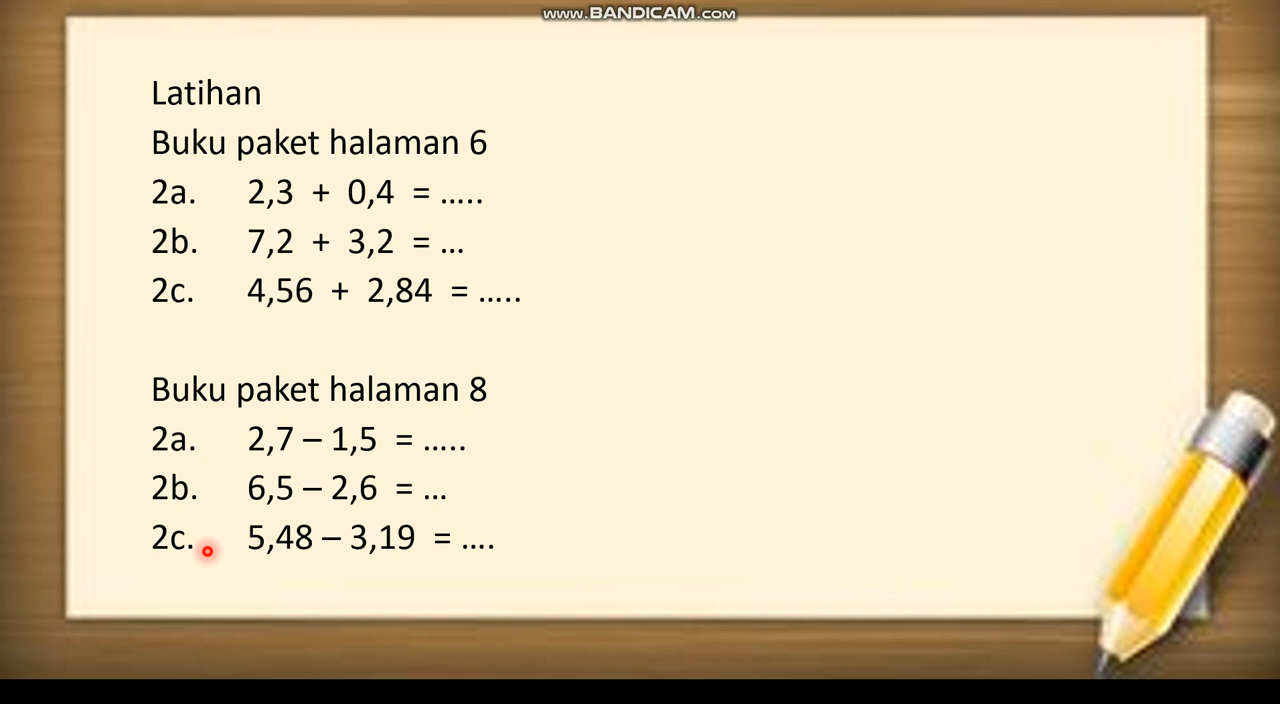 www.BANDICAM.com
Latihan
Buku paket halaman 6
2a. 2,3 + 0,4 = .....
2b. 7,2 + 3,2 = ...
2c. 4,56 + 2,84 = .....
Buku paket halaman 8
2a. 2,7 – 1,5 = .....
2b. 6,5 – 2,6 = ...
2c. 5,48 – 3,19 = ....